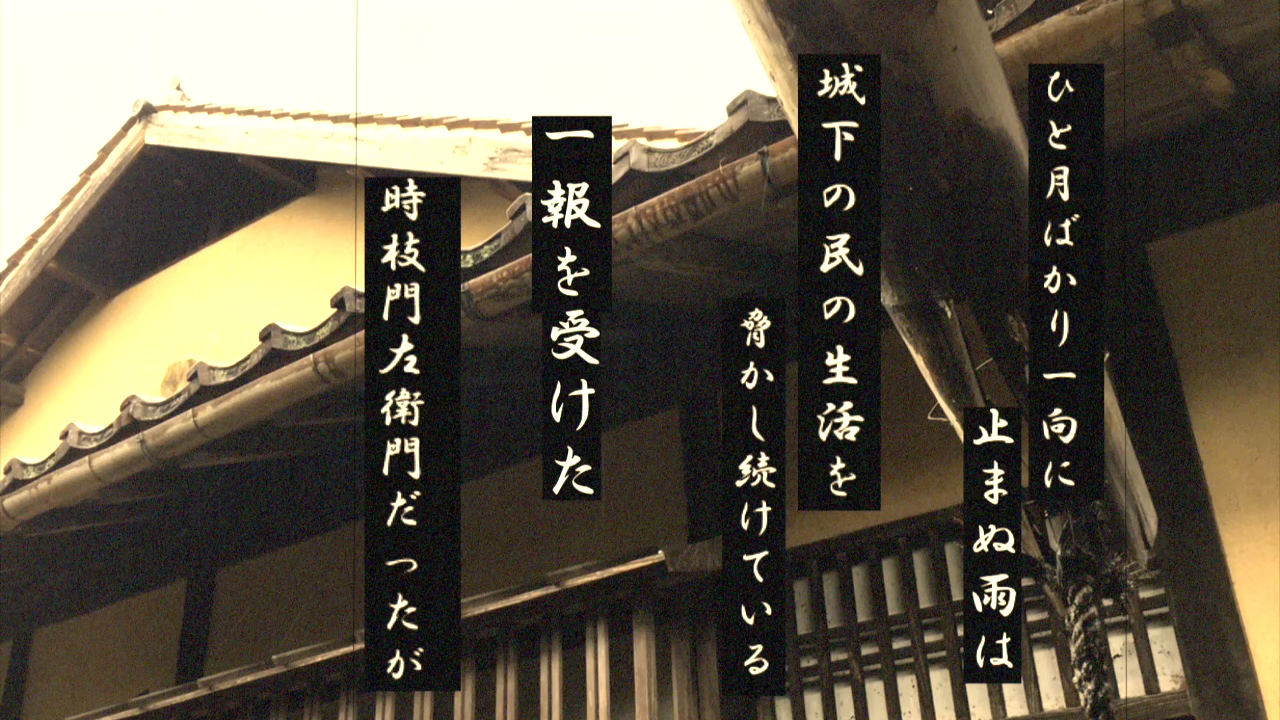 ひと月ばかり一向に
止まぬ雨は
城下の民の生活を
脅かし続けている
一報を受けた
時枝門左衛門だったが